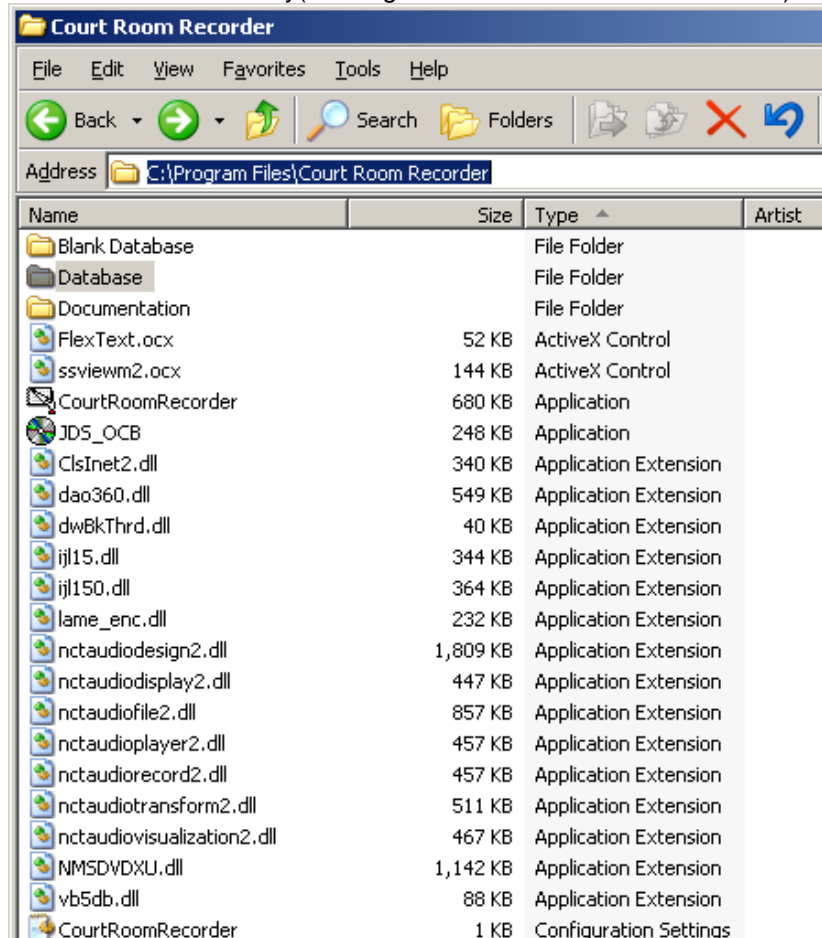 Court Room Recorder
File Edit View Favorites Tools Help
Back Search Folders
Address C:\Program Files\Court Room Recorder
Name Size Type Artist
Blank Database File Folder
Database File Folder
Documentation File Folder
FlexText.ocx 52 KB ActiveX Control
ssviewm2.ocx 144 KB ActiveX Control
CourtRoomRecorder 680 KB Application
JDS_OCB 248 KB Application
ClsInet2.dll 340 KB Application Extension
dao360.dll 549 KB Application Extension
dwBkThrd.dll 40 KB Application Extension
ijl15.dll 344 KB Application Extension
ijl150.dll 364 KB Application Extension
lame_enc.dll 232 KB Application Extension
nctaudiodesign2.dll 1,809 KB Application Extension
nctaudiodisplay2.dll 447 KB Application Extension
nctaudiofile2.dll 857 KB Application Extension
nctaudioplayer2.dll 457 KB Application Extension
nctaudiorecord2.dll 457 KB Application Extension
nctaudiotransform2.dll 511 KB Application Extension
nctaudiovisualization2.dll 467 KB Application Extension
NMSDVDXU.dll 1,142 KB Application Extension
vb5db.dll 88 KB Application Extension
CourtRoomRecorder 1 KB Configuration Settings